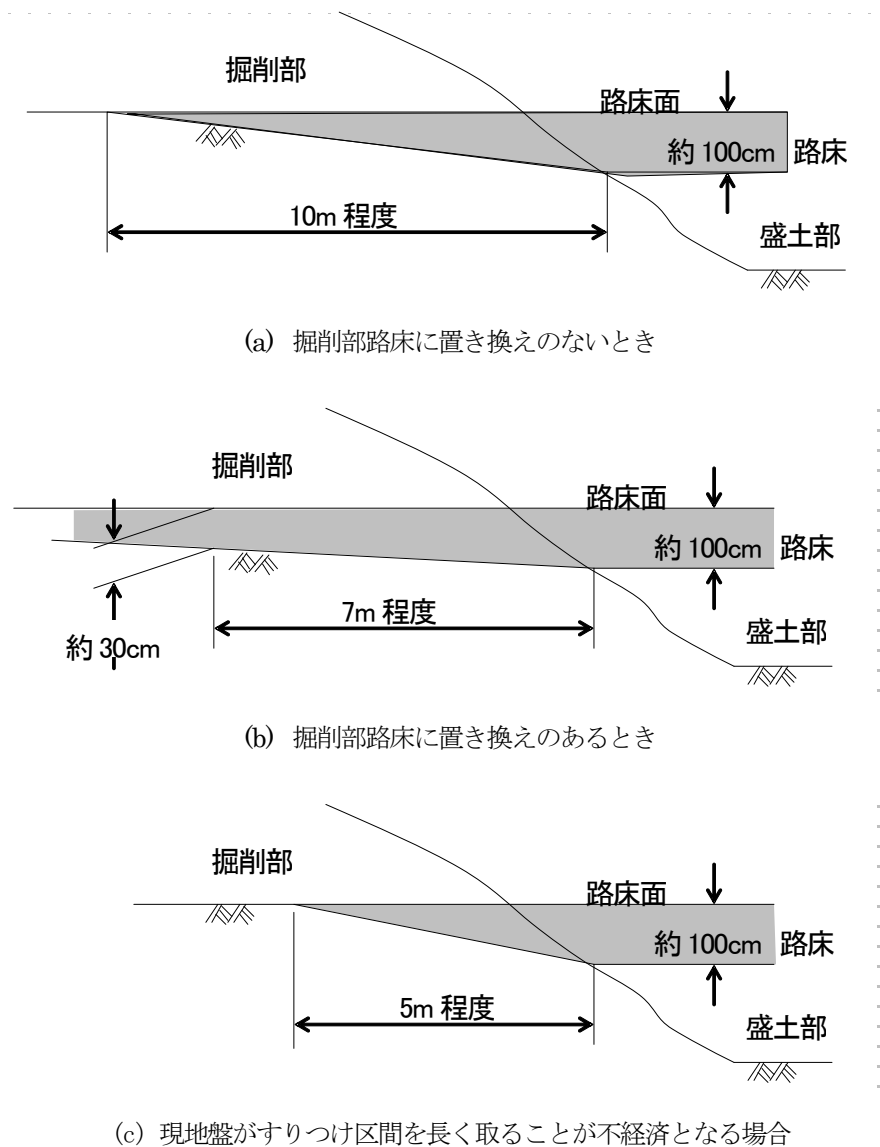 掘削部
路床面
約 100cm 路床
10m 程度
盛土部
(a) 掘削部路床に置き換えのないとき
掘削部
路床面
約 100cm 路床
7m 程度
盛土部
約 30cm
(b) 掘削部路床に置き換えのあるとき
掘削部
路床面
約 100cm 路床
5m 程度
盛土部
(c) 現地盤がすりつけ区間を長く取ることが不経済となる場合